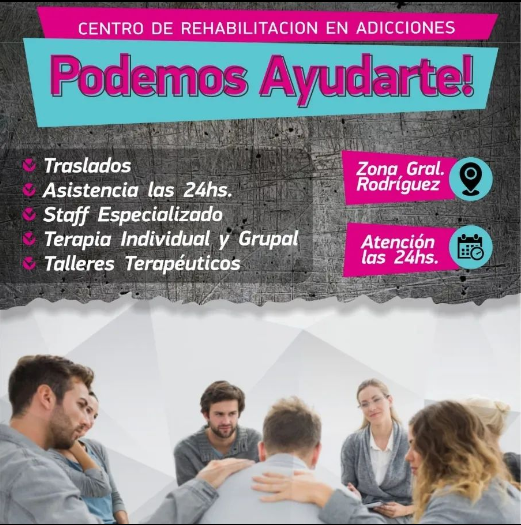 CENTRO DE REHABILITACION EN ADICCIONES
Podemos Ayudarte!
Traslados
Asistencia las 24hs.
Staff Especializado
Terapia Individual y Grupal
Talleres Terapéuticos
Zona Gral.
Rodríguez
Atención
las 24hs.